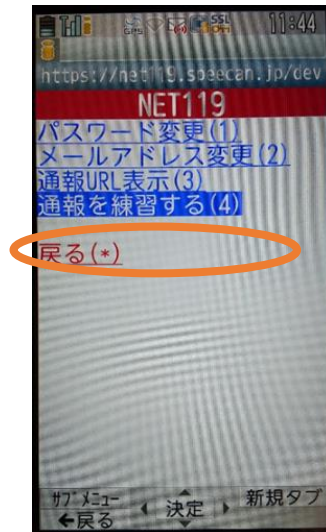 GPS SSL 11:44
https://net119.speecan.jp/dev
NET119
パスワード変更(1)
メールアドレス変更(2)
通報URL表示(3)
通報を練習する(4)
戻る(*)
サブメニュー 決定 新規タブ
←戻る